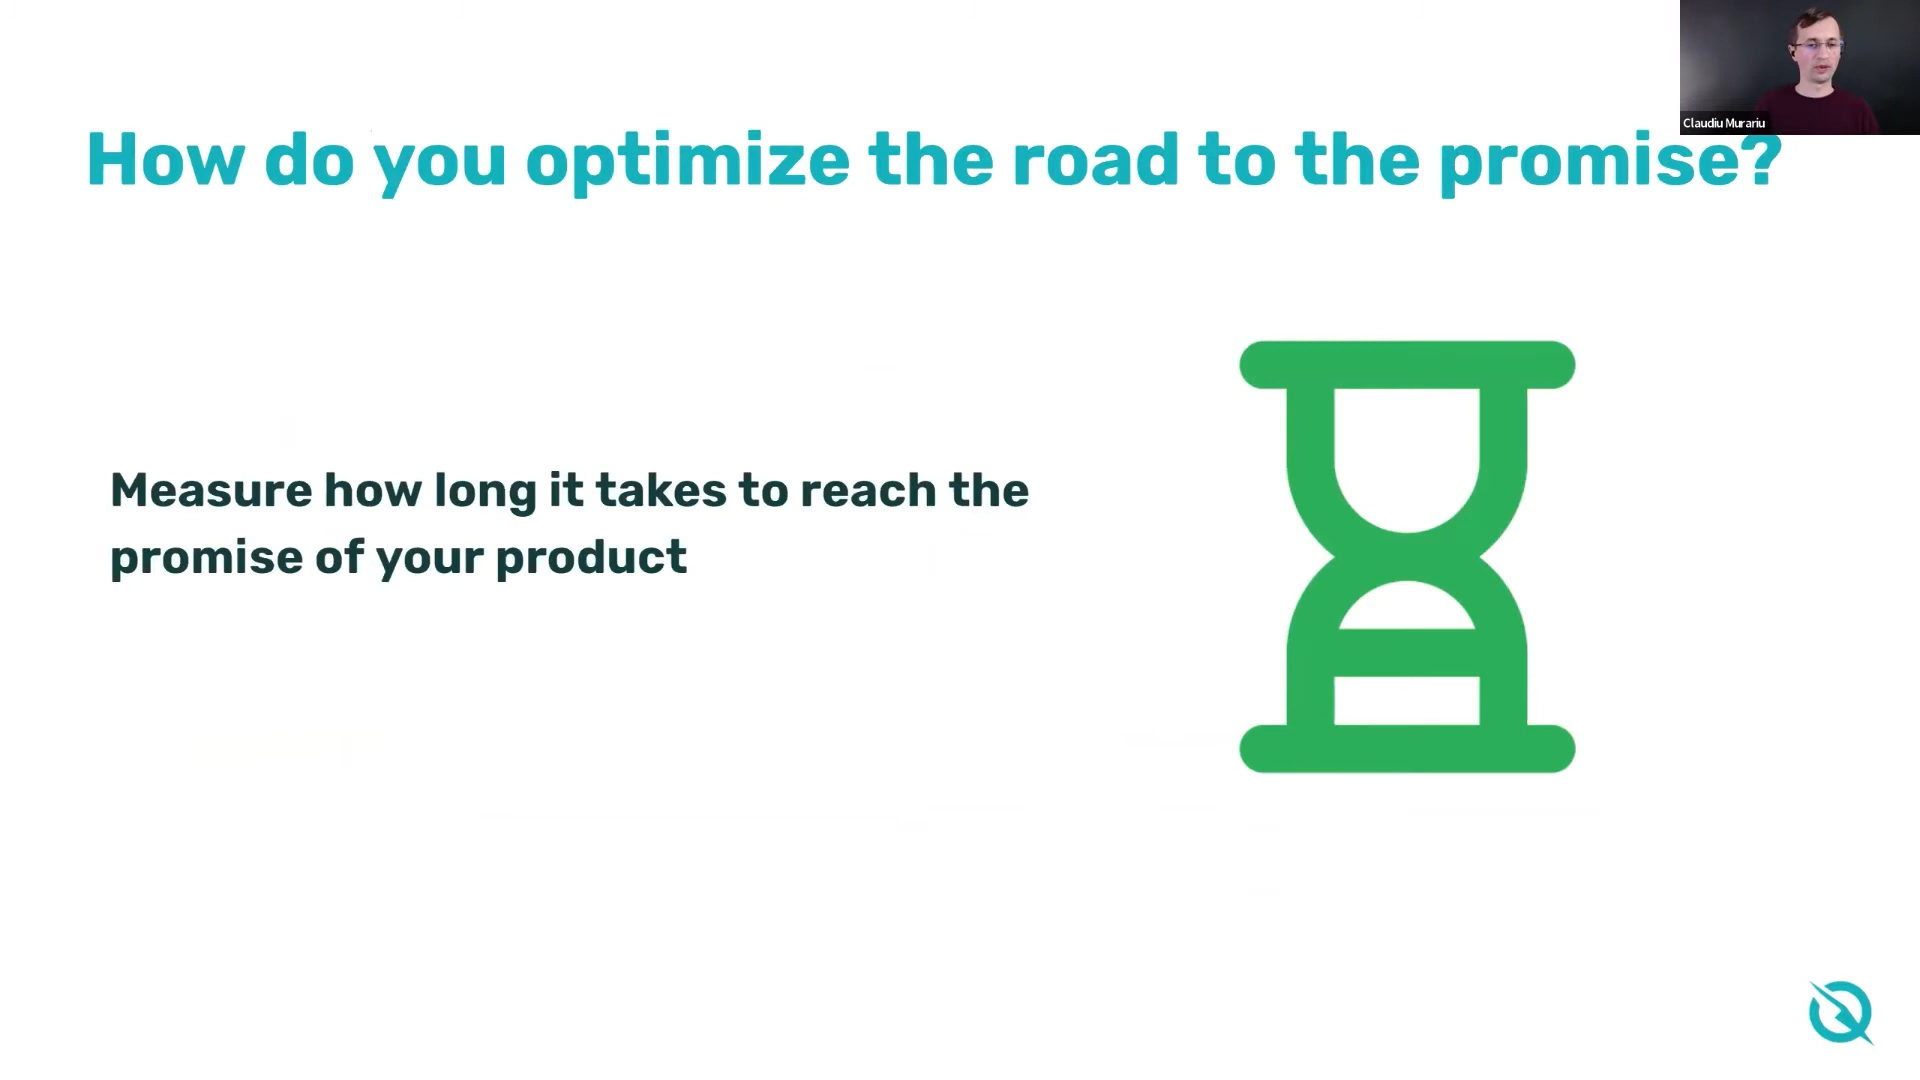 Claudiu Murariu
How do you optimize the road to the promise?
Measure how long it takes to reach the
promise of your product